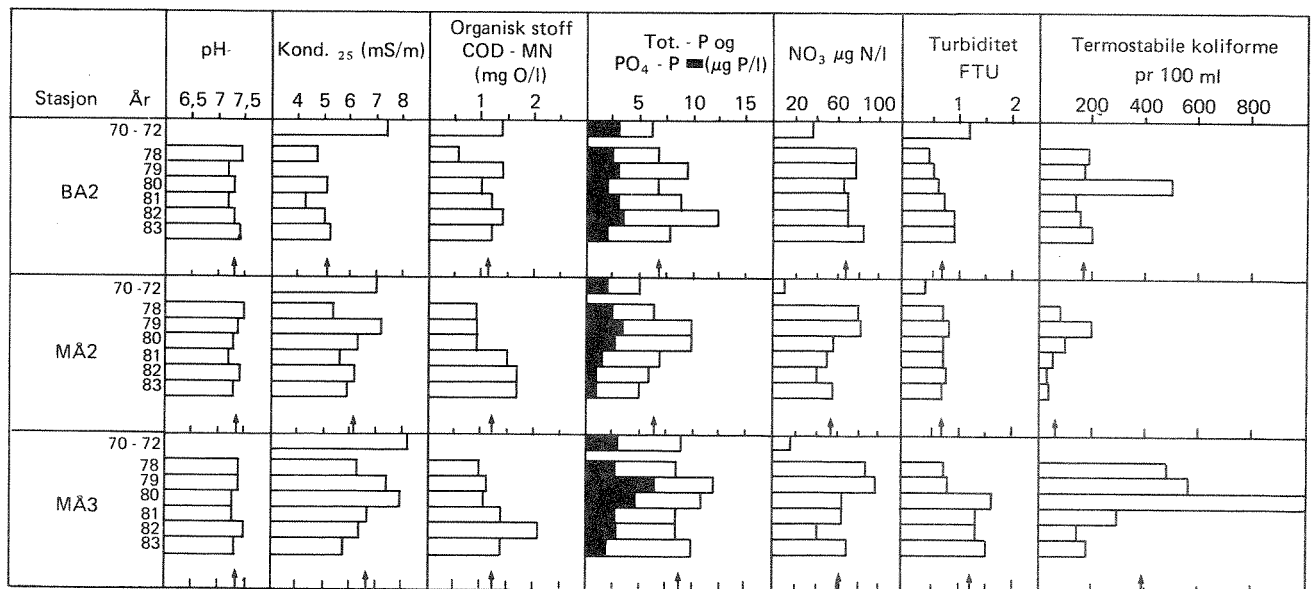 Stasjon År
pH
6,5 7 7,5
Kond. 25 (mS/m)
4 5 6 7 8
Organisk stoff
COD - MN
(mg O/l)
1 2
Tot. - P og
PO4 - P (µg P/l)
5 10 15
NO3 µg N/l
20 60 100
Turbiditet
FTU
1 2
Termostabile koliforme
pr 100 ml
200 400 600 800
BA2
70 - 72
78
79
80
81
82
83
MÅ2
70 - 72
78
79
80
81
82
83
MÅ3
70 - 72
78
79
80
81
82
83